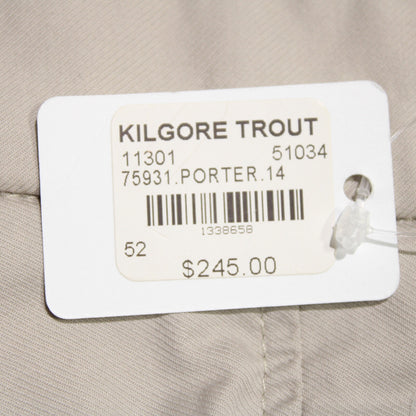 KILGORE TROUT
11301 51034
75931.PORTER.14
1338658
52
$245.00